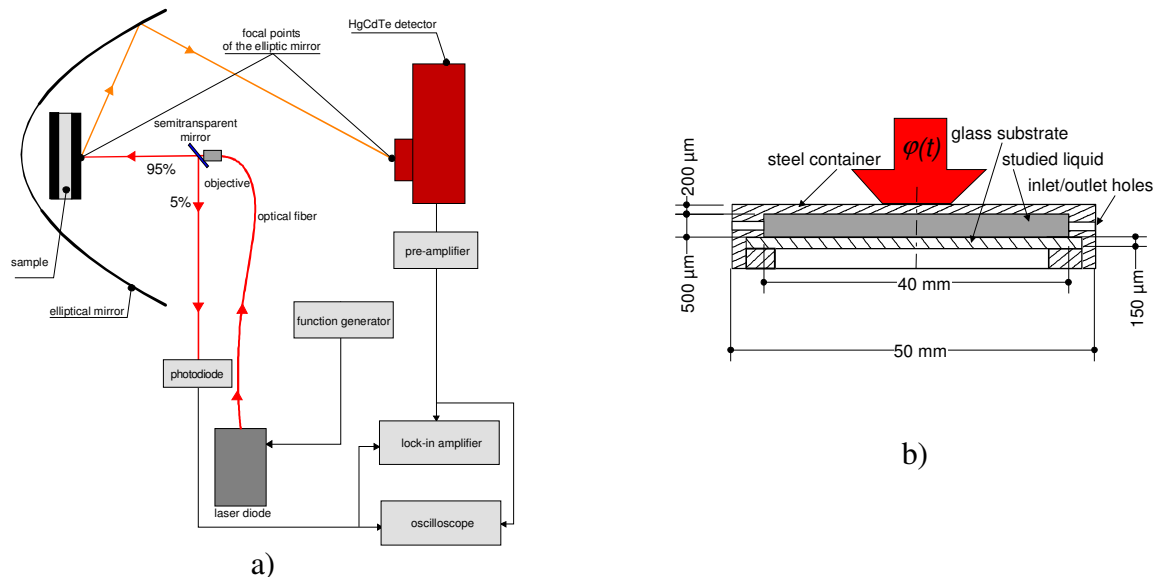 focal points
of the elliptic mirror
HgCdTe detector
semitransparent
mirror
95%
objective
5%
optical fiber
sample
elliptical mirror
pre-amplifier
function generator
photodiode
lock-in amplifier
laser diode
oscilloscope
a)
φ(t)
glass substrate
steel container
studied liquid
inlet/outlet holes
200 µm
500 µm
40 mm
150 µm
50 mm
b)